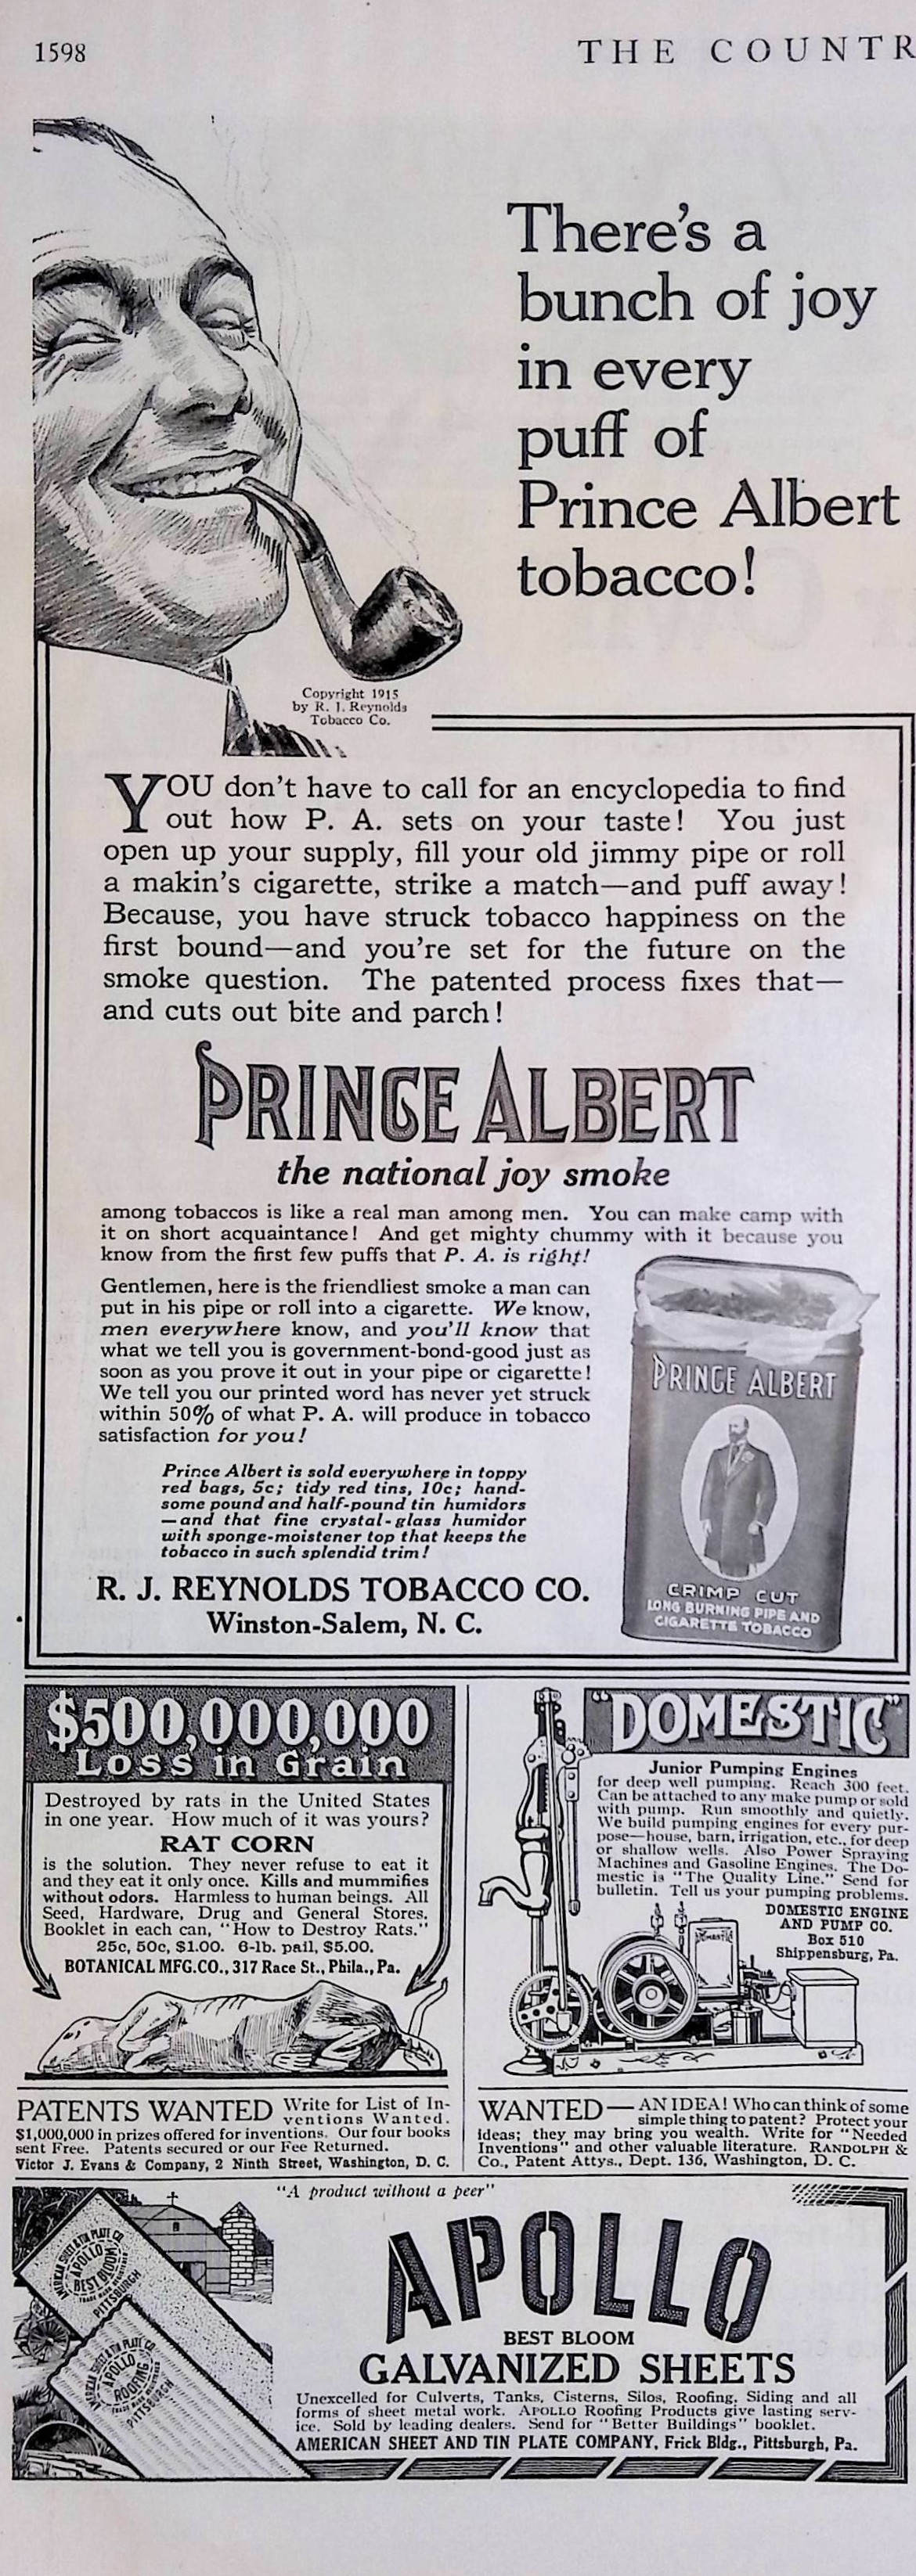 1598
THE COUNTR
There's a
bunch of joy
in every
puff of
Prince Albert
tobacco!
Copyright 1915
by R. J. Reynolds
Tobacco Co.
YOU don't have to call for an encyclopedia to find
out how P. A. sets on your taste! You just
open up your supply, fill your old jimmy pipe or roll
a makin's cigarette, strike a match—and puff away!
Because, you have struck tobacco happiness on the
first bound—and you're set for the future on the
smoke question. The patented process fixes that—
and cuts out bite and parch!
PRINCE ALBERT
the national joy smoke
among tobaccos is like a real man among men. You can make camp with
it on short acquaintance! And get mighty chummy with it because you
know from the first few puffs that P. A. is right!
Gentlemen, here is the friendliest smoke a man can
put in his pipe or roll into a cigarette. We know,
men everywhere know, and you'll know that
what we tell you is government-bond-good just as
soon as you prove it out in your pipe or cigarette!
We tell you our printed word has never yet struck
within 50% of what P. A. will produce in tobacco
satisfaction for you!
Prince Albert is sold everywhere in toppy
red bags, 5c; tidy red tins, 10c; hand-
some pound and half-pound tin humidors
—and that fine crystal-glass humidor
with sponge-moistener top that keeps the
tobacco in such splendid trim!
R. J. REYNOLDS TOBACCO CO.
Winston-Salem, N. C.
PRINCE ALBERT
CRIMP CUT
LONG BURNING PIPE AND
CIGARETTE TOBACCO
$500,000,000
Loss in Grain
Destroyed by rats in the United States
in one year. How much of it was yours?
RAT CORN
is the solution. They never refuse to eat it
and they eat it only once. Kills and mummifies
without odors. Harmless to human beings. All
Seed, Hardware, Drug and General Stores.
Booklet in each can, "How to Destroy Rats."
25c, 50c, $1.00. 6-lb. pail, $5.00.
BOTANICAL MFG. CO., 317 Race St., Phila., Pa.
"DOMESTIC"
Junior Pumping Engines
for deep well pumping. Reach 300 feet.
Can be attached to any make pump or sold
with pump. Run smoothly and quietly.
We build pumping engines for every pur-
pose—house, barn, irrigation, etc., for deep
or shallow wells. Also Power Spraying
Machines and Gasoline Engines. The Do-
mestic is "The Quality Line." Send for
bulletin. Tell us your pumping problems.
DOMESTIC ENGINE
AND PUMP CO.
Box 510
Shippensburg, Pa.
DOMESTIC
PATENTS WANTED Write for List of In-
ventions Wanted.
$1,000,000 in prizes offered for inventions. Our four books
sent Free. Patents secured or our Fee Returned.
Victor J. Evans & Company, 2 Ninth Street, Washington, D. C.
WANTED—AN IDEA! Who can think of some
simple thing to patent? Protect your
ideas; they may bring you wealth. Write for "Needed
Inventions" and other valuable literature. RANDOLPH &
Co., Patent Attys., Dept. 136, Washington, D. C.
"A product without a peer"
AMERICAN SHEET & TIN PLATE CO.
APOLLO
BEST BLOOM
PITTSBURGH
AMERICAN SHEET & TIN PLATE CO.
APOLLO
ROOFING
PITTSBURGH
APOLLO
BEST BLOOM
GALVANIZED SHEETS
Unexcelled for Culverts, Tanks, Cisterns, Silos, Roofing, Siding and all
forms of sheet metal work. APOLLO Roofing Products give lasting serv-
ice. Sold by leading dealers. Send for "Better Buildings" booklet.
AMERICAN SHEET AND TIN PLATE COMPANY, Frick Bldg., Pittsburgh, Pa.